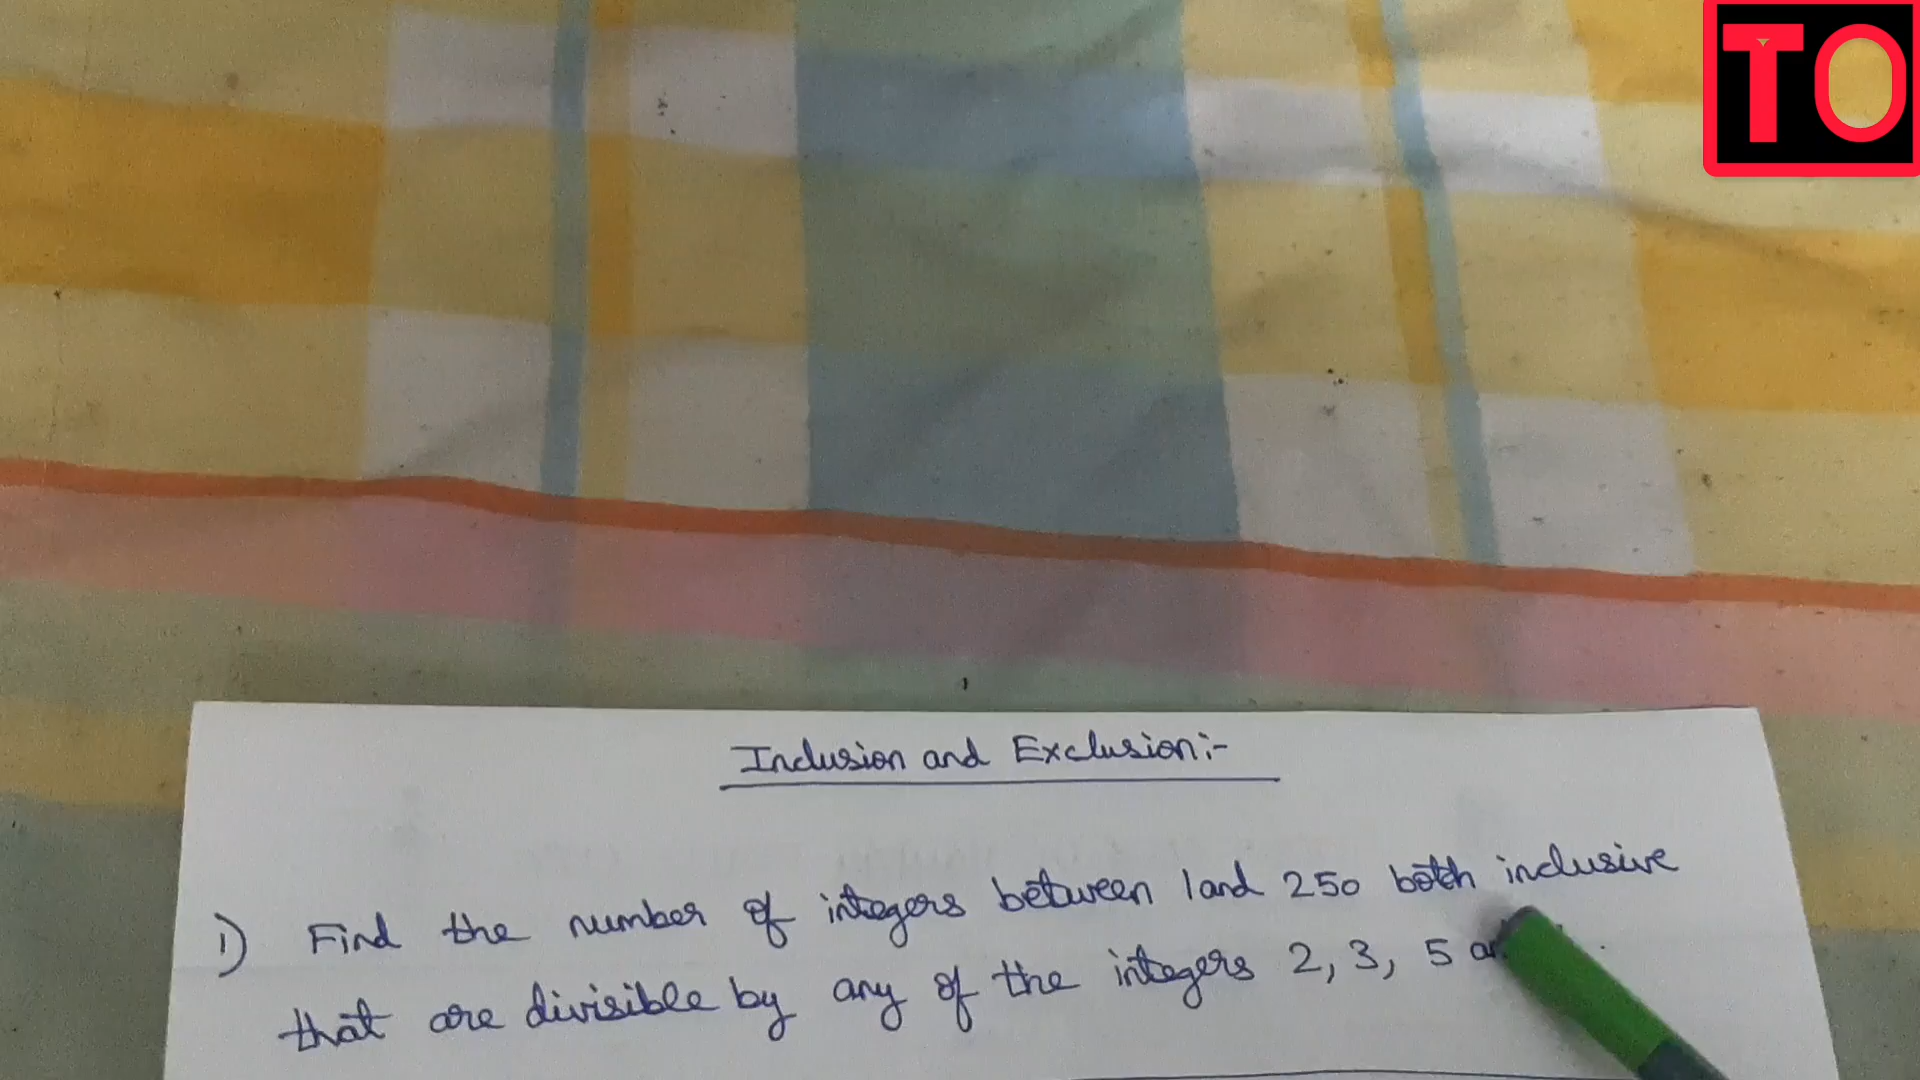 TO
Inclusion and Exclusion:-
1) Find the number of integers between 1 and 250 both inclusive
that are divisible by any of the integers 2, 3, 5